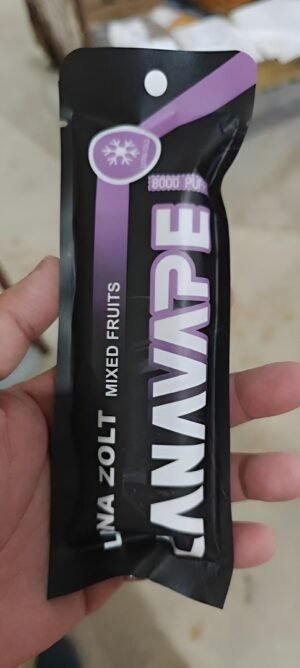 8000 PUFFS
LANAVAPE
LANA ZOLT MIXED FRUITS